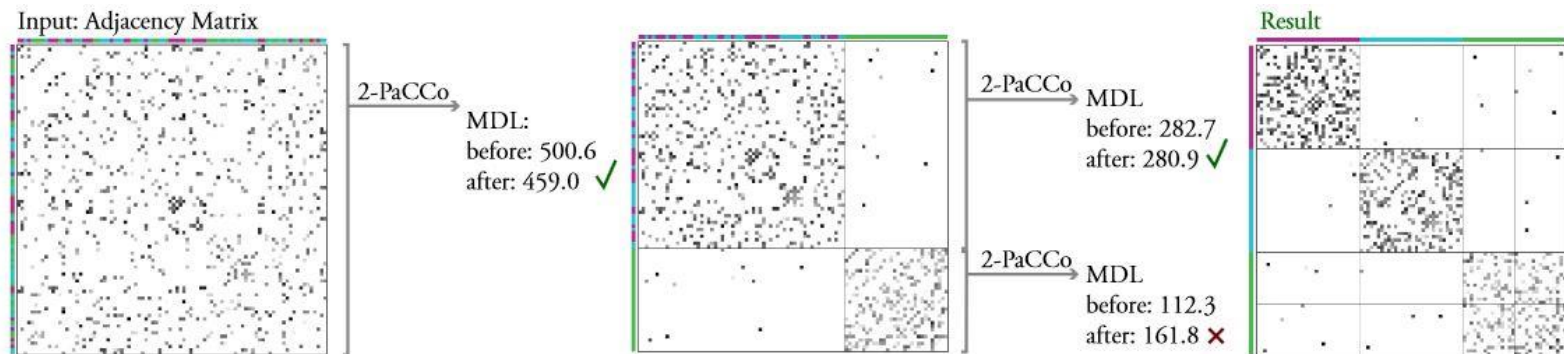 Input: Adjacency Matrix
2-PaCCo
MDL:
before: 500.6
after: 459.0 ✓
2-PaCCo
MDL
before: 282.7
after: 280.9 ✓
2-PaCCo
MDL
before: 112.3
after: 161.8 ×
Result